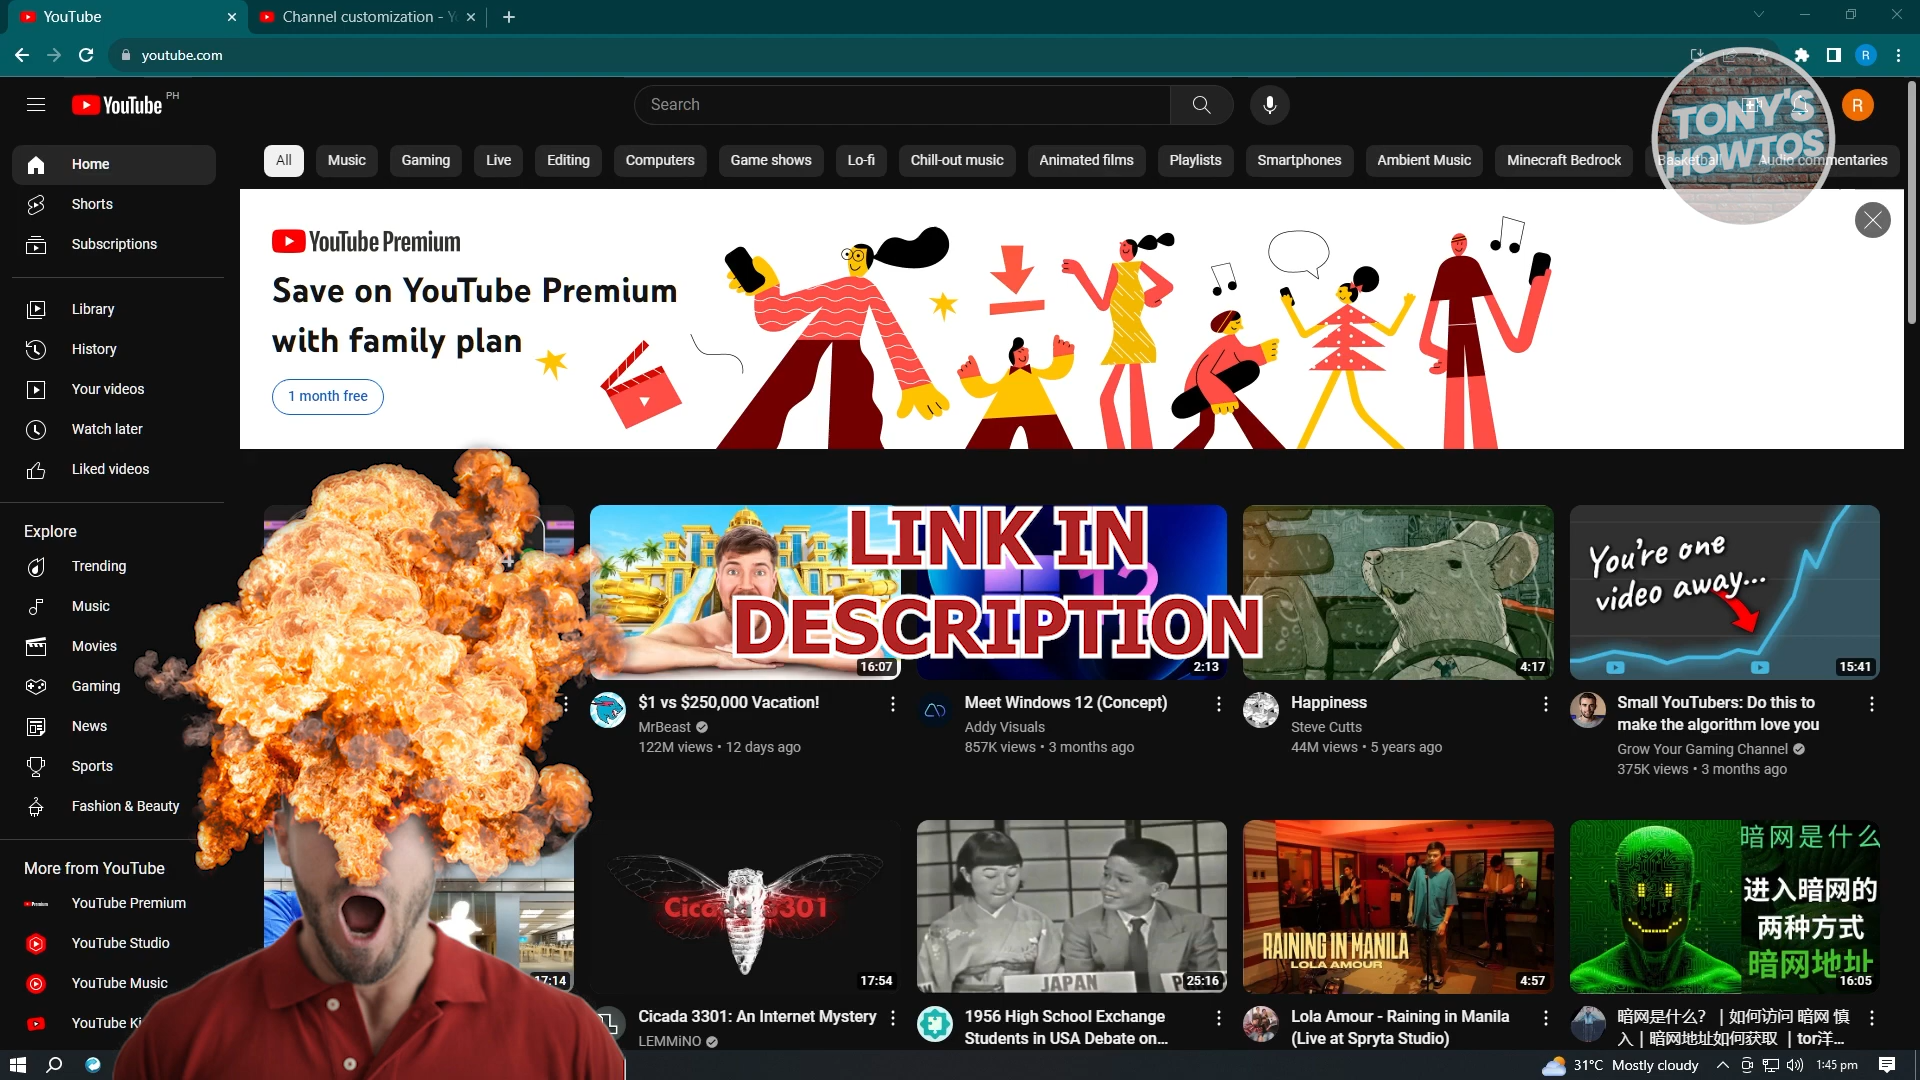 YouTube
Channel customization - Yo
youtube.com
R
YouTube PH
Search
R
TONY'S
HOWTOS
All
Music
Gaming
Live
Editing
Computers
Game shows
Lo-fi
Chill-out music
Animated films
Playlists
Smartphones
Ambient Music
Minecraft Bedrock
Basketball
Audio commentaries
Home
Shorts
Subscriptions
Library
History
Your videos
Watch later
Liked videos
Explore
Trending
Music
Movies
Gaming
News
Sports
Fashion & Beauty
More from YouTube
YouTube Premium
YouTube Studio
YouTube Music
YouTube Ki
YouTube Premium
Save on YouTube Premium
with family plan
1 month free
LINK IN
DESCRIPTION
16:07
12
2:13
4:17
You're one
video away...
15:41
$1 vs $250,000 Vacation!
MrBeast
122M views • 12 days ago
Meet Windows 12 (Concept)
Addy Visuals
857K views • 3 months ago
Happiness
Steve Cutts
44M views • 5 years ago
Small YouTubers: Do this to
make the algorithm love you
Grow Your Gaming Channel
375K views • 3 months ago
17:14
Cicada 3301
17:54
JAPAN
25:16
RAINING IN MANILA
LOLA AMOUR
4:57
暗网是什么
进入暗网的
两种方式
暗网地址
16:05
Cicada 3301: An Internet Mystery
LEMMiNO
1956 High School Exchange
Students in USA Debate on...
Lola Amour - Raining in Manila
(Live at Spryta Studio)
暗网是什么？｜如何访问 暗网 慎
入｜暗网地址如何获取 ｜tor洋...
31°C Mostly cloudy
1:45 pm